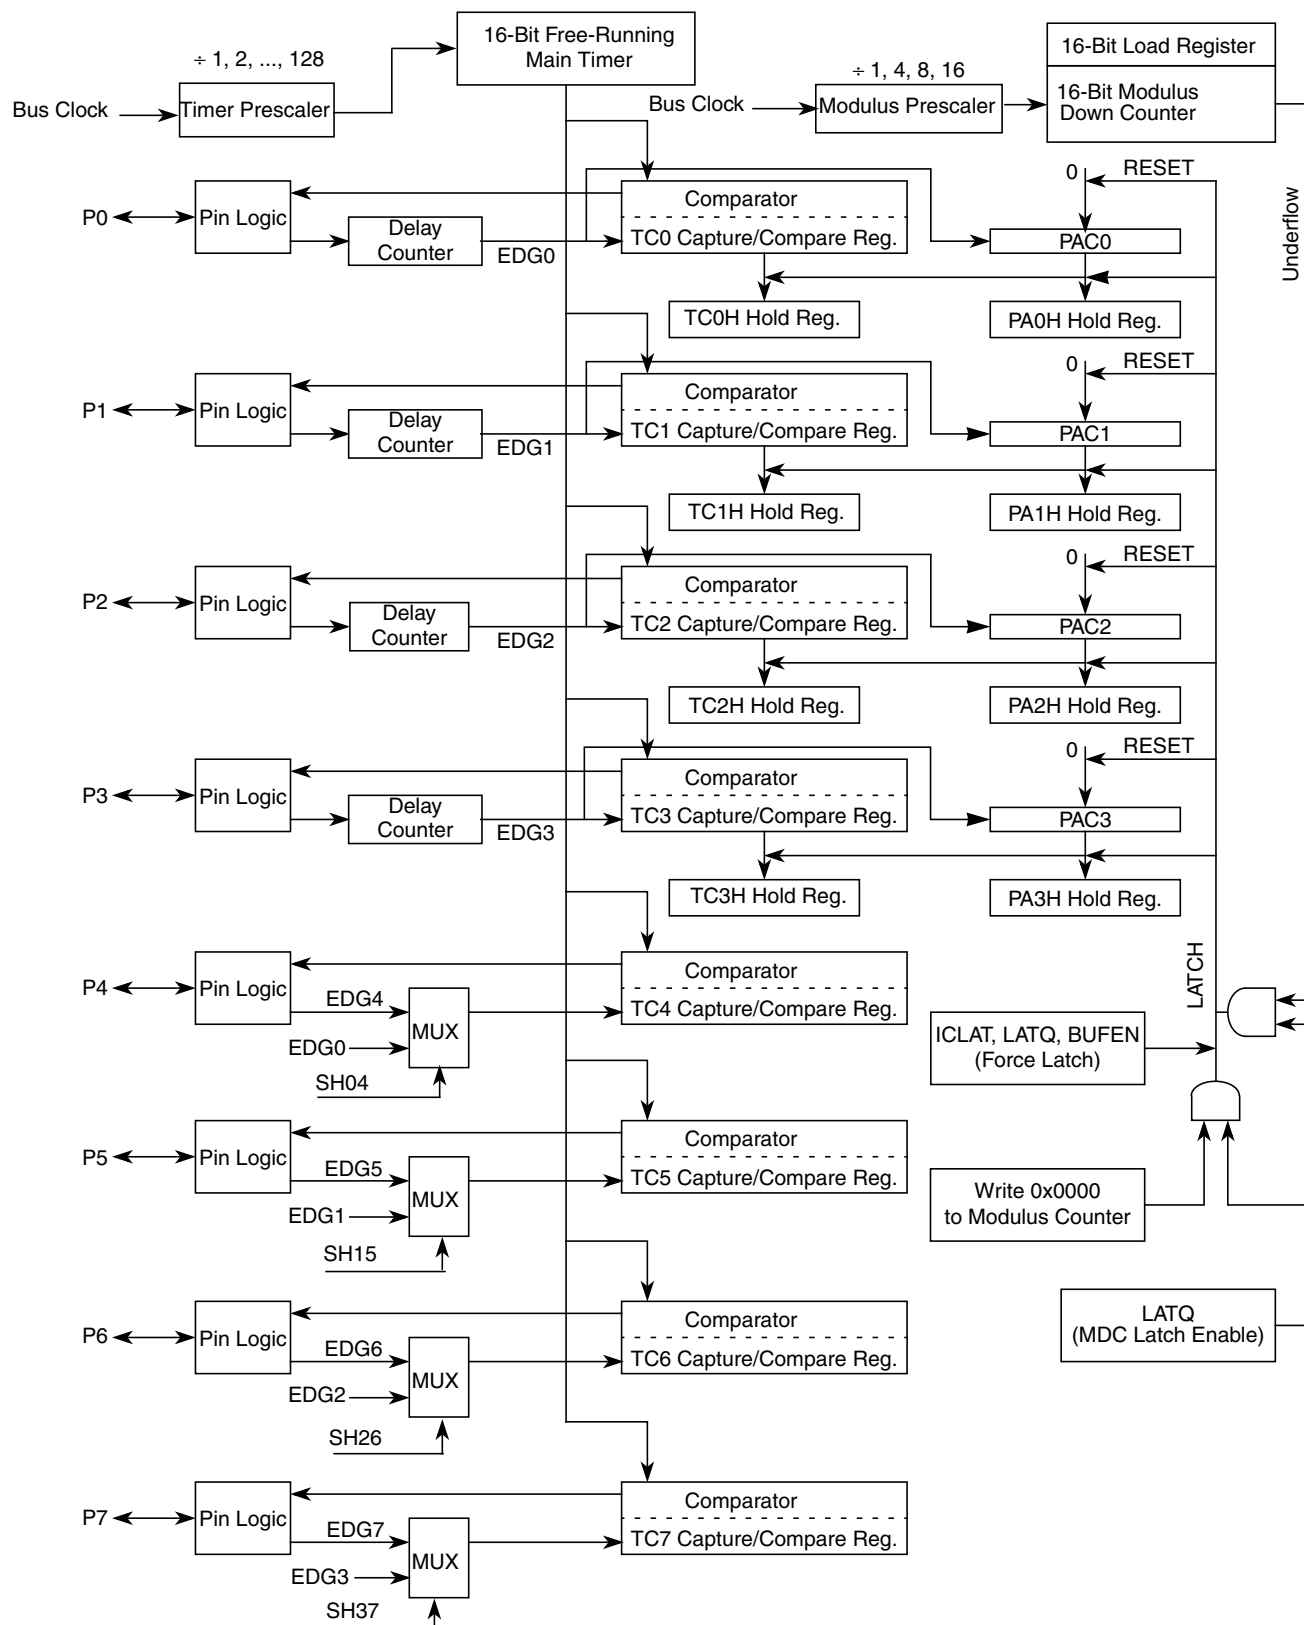 16-Bit Free-Running
Main Timer
16-Bit Load Register
÷ 1, 2, ..., 128
÷ 1, 4, 8, 16
Bus Clock
Timer Prescaler
Bus Clock
Modulus Prescaler
16-Bit Modulus
Down Counter
0
RESET
Underflow
P0
Pin Logic
Delay
Counter
EDG0
Comparator
TC0 Capture/Compare Reg.
PAC0
TC0H Hold Reg.
PA0H Hold Reg.
0
RESET
P1
Pin Logic
Delay
Counter
EDG1
Comparator
TC1 Capture/Compare Reg.
PAC1
TC1H Hold Reg.
PA1H Hold Reg.
0
RESET
P2
Pin Logic
Delay
Counter
EDG2
Comparator
TC2 Capture/Compare Reg.
PAC2
TC2H Hold Reg.
PA2H Hold Reg.
0
RESET
P3
Pin Logic
Delay
Counter
EDG3
Comparator
TC3 Capture/Compare Reg.
PAC3
TC3H Hold Reg.
PA3H Hold Reg.
LATCH
P4
Pin Logic
EDG4
EDG0
MUX
SH04
Comparator
TC4 Capture/Compare Reg.
ICLAT, LATQ, BUFEN
(Force Latch)
P5
Pin Logic
EDG5
EDG1
MUX
SH15
Comparator
TC5 Capture/Compare Reg.
Write 0x0000
to Modulus Counter
P6
Pin Logic
EDG6
EDG2
MUX
SH26
Comparator
TC6 Capture/Compare Reg.
LATQ
(MDC Latch Enable)
P7
Pin Logic
EDG7
EDG3
MUX
SH37
Comparator
TC7 Capture/Compare Reg.